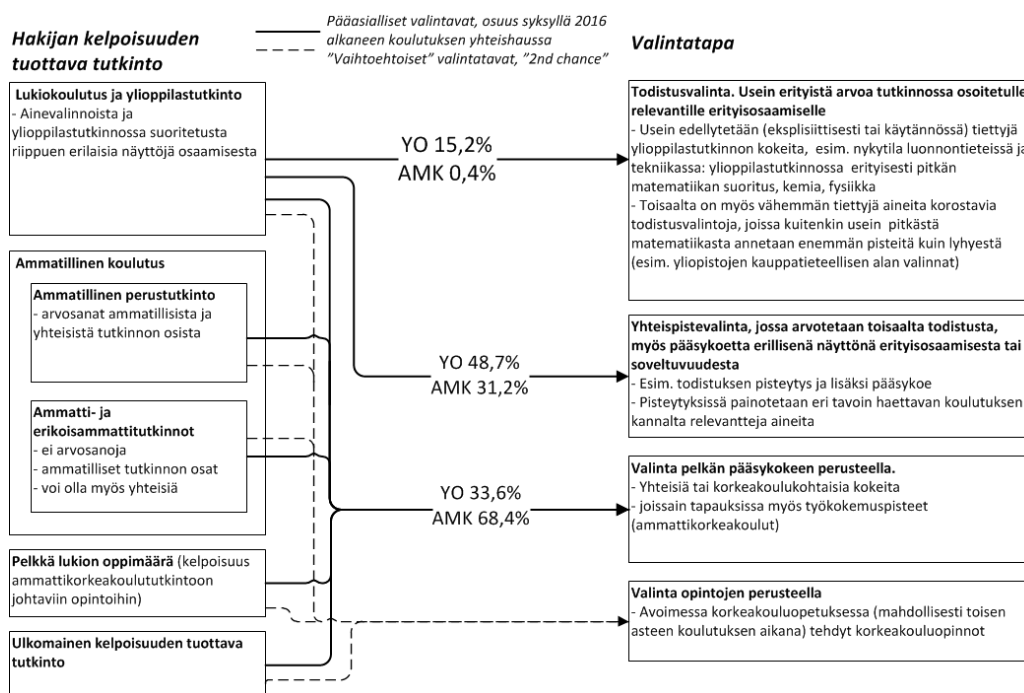 Hakijan kelpoisuuden
tuottava tutkinto
Pääasialliset valintavat, osuus syksyllä 2016
alkaneen koulutuksen yhteishaussa
”Vaihtoehtoiset” valintatavat, ”2nd chance”
Valintatapa
Lukiokoulutus ja ylioppilastutkinto
- Ainevalinnoista ja
ylioppilastutkinnossa suoritetusta
riippuen erilaisia näyttöjä osaamisesta
Ammatillinen koulutus
Ammatillinen perustutkinto
- arvosanat ammatillisista ja
yhteisistä tutkinnon osista
Ammatti- ja
erikoisammattitutkinnot
- ei arvosanoja
- ammatilliset tutkinnon osat
- voi olla myös yhteisiä
Pelkkä lukion oppimäärä (kelpoisuus
ammattikorkeakoulututkintoon
johtaviin opintoihin)
Ulkomainen kelpoisuuden tuottava
tutkinto
YO 15,2%
AMK 0,4%
YO 48,7%
AMK 31,2%
YO 33,6%
AMK 68,4%
Todistusvalinta. Usein erityistä arvoa tutkinnossa osoitetulle
relevantille erityisosaamiselle
- Usein edellytetään (eksplisiittisesti tai käytännössä) tiettyjä
ylioppilastutkinnon kokeita, esim. nykytila luonnontieteissä ja
tekniikassa: ylioppilastutkinnossa erityisesti pitkän
matematiikan suoritus, kemia, fysiikka
- Toisaalta on myös vähemmän tiettyjä aineita korostavia
todistusvalintoja, joissa kuitenkin usein pitkästä
matematiikasta annetaan enemmän pisteitä kuin lyhyestä
(esim. yliopistojen kauppatieteellisen alan valinnat)
Yhteispistevalinta, jossa arvotetaan toisaalta todistusta,
myös pääsykoetta erillisenä näyttönä erityisosaamisesta tai
soveltuvuudesta
- Esim. todistuksen pisteytys ja lisäksi pääsykoe
- Pisteytyksissä painotetaan eri tavoin haettavan koulutuksen
kannalta relevantteja aineita
Valinta pelkän pääsykokeen perusteella.
- Yhteisiä tai korkeakoulukohtaisia kokeita
- joissain tapauksissa myös työkokemuspisteet
(ammattikorkeakoulut)
Valinta opintojen perusteella
- Avoimessa korkeakouluopetuksessa (mahdollisesti toisen
asteen koulutuksen aikana) tehdyt korkeakouluopinnot